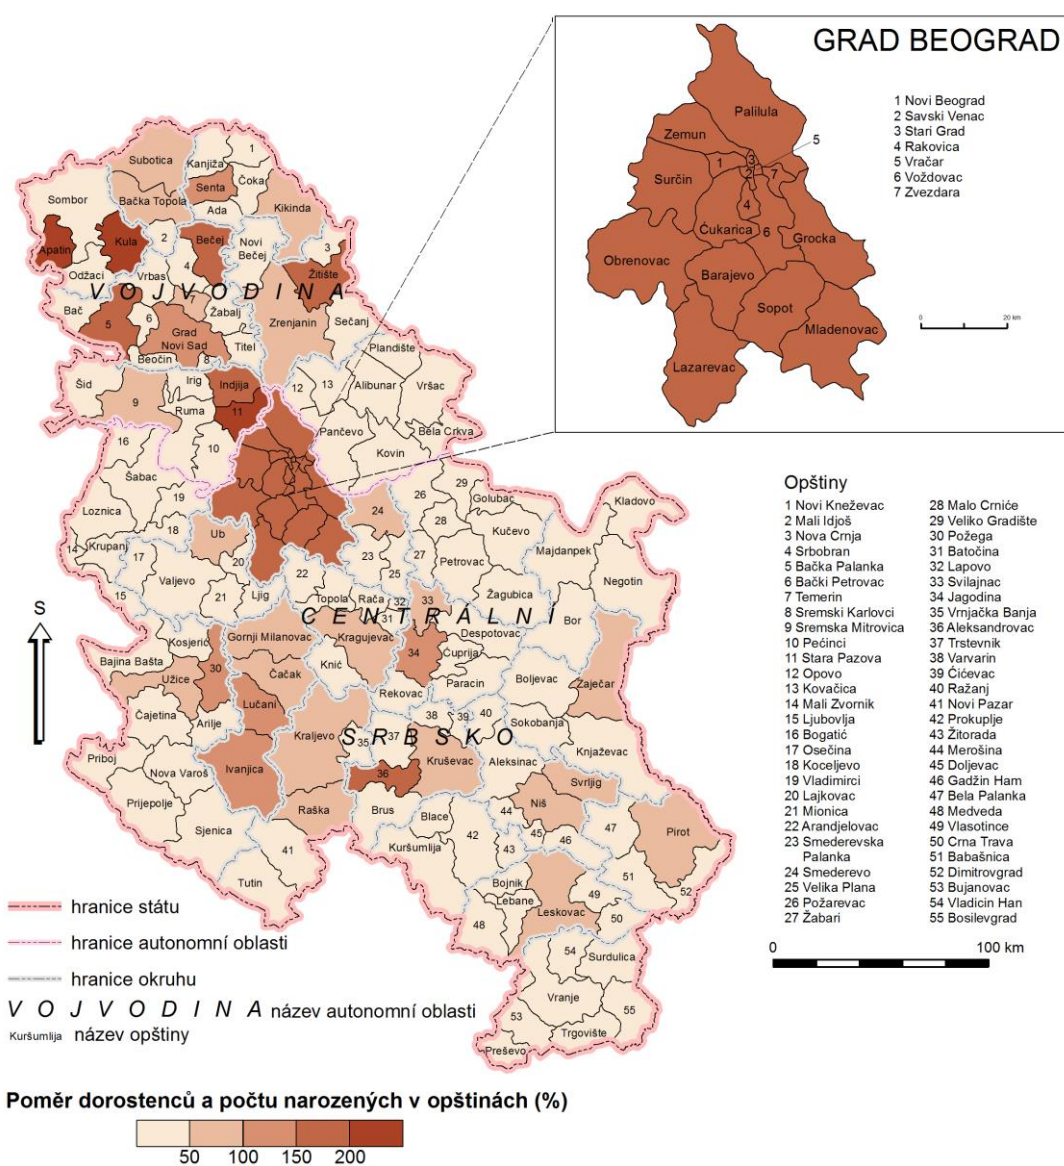 GRAD BEOGRAD
1 Novi Beograd
2 Savski Venac
3 Stari Grad
4 Rakovica
5 Vračar
6 Voždovac
7 Zvezdara
Palilula
Zemun
5
3
1
2
7
Surčin
4
Ćukarica
6
Grocka
Obrenovac
Barajevo
Sopot
Mladenovac
Lazarevac
0 20 km
1
Subotica
Kanjiža
Senta
Čoka
Sombor
Bačka Topola
Ada
Kikinda
Apatin
Kula
2
Bečej
Novi
Bečej
3
4
Odžaci
Vrbas
Žitište
V O J V O D I N A
Bač
5
6
7
Žabalj
Zrenjanin
Sečanj
Grad
Novi Sad
Titel
Plandište
Beočin
8
Šid
Irig
Indjija
12
13
Alibunar
Vršac
9
Ruma
11
16
10
Pančevo
Bela Crkva
Kovin
Šabac
19
Loznica
18
26
29
Golubac
Kladovo
24
28
Kučevo
14
Krupanj
17
Ub
20
23
27
Petrovac
Majdanpek
Negotin
15
Valjevo
21
Ljig
22
25
Topola
Rača
32
33
Žagubica
C E N T R Á L N Í
31
Bor
Kosjerić
Gornji Milanovac
Kragujevac
Despotovac
Bajina Bašta
30
Knić
34
Ćuprija
Užice
Čačak
Paracin
Boljevac
Zaječar
Čajetina
Arilje
Lučani
Rekovac
38
39
40
Sokobanja
Kraljevo
35
37
S R B S K O
Priboj
Nova Varoš
Ivanjica
36
Kruševac
Aleksinac
Knjaževac
Prijepolje
Raška
Brus
Blace
44
Niš
Svrljig
Sjenica
41
Kuršumlija
42
43
45
46
47
Pirot
Tutin
Bojnik
Lebane
49
51
52
48
Leskovac
50
54
Surdulica
Vranje
53
55
Trgovište
Preševo
S
Opštiny
1 Novi Kneževac
2 Mali Idjoš
3 Nova Crnja
4 Srbobran
5 Bačka Palanka
6 Bački Petrovac
7 Temerin
8 Sremski Karlovci
9 Sremska Mitrovica
10 Pećinci
11 Stara Pazova
12 Opovo
13 Kovačica
14 Mali Zvornik
15 Ljubovlja
16 Bogatić
17 Osečina
18 Koceljevo
19 Vladimirci
20 Lajkovac
21 Mionica
22 Arandjelovac
23 Smederevska
Palanka
24 Smederevo
25 Velika Plana
26 Požarevac
27 Žabari
28 Malo Crniće
29 Veliko Gradište
30 Požega
31 Batočina
32 Lapovo
33 Svilajnac
34 Jagodina
35 Vrnjačka Banja
36 Aleksandrovac
37 Trstevnik
38 Varvarin
39 Ćićevac
40 Ražanj
41 Novi Pazar
42 Prokuplje
43 Žitorada
44 Merošina
45 Doljevac
46 Gadžin Ham
47 Bela Palanka
48 Medveda
49 Vlasotince
50 Crna Trava
51 Babašnica
52 Dimitrovgrad
53 Bujanovac
54 Vladicin Han
55 Bosilevgrad
0 100 km
hranice státu
hranice autonomní oblasti
hranice okruhu
V O J V O D I N A název autonomní oblasti
Kuršumlija název opštiny
Poměr dorostenců a počtu narozených v opštinách (%)
50 100 150 200